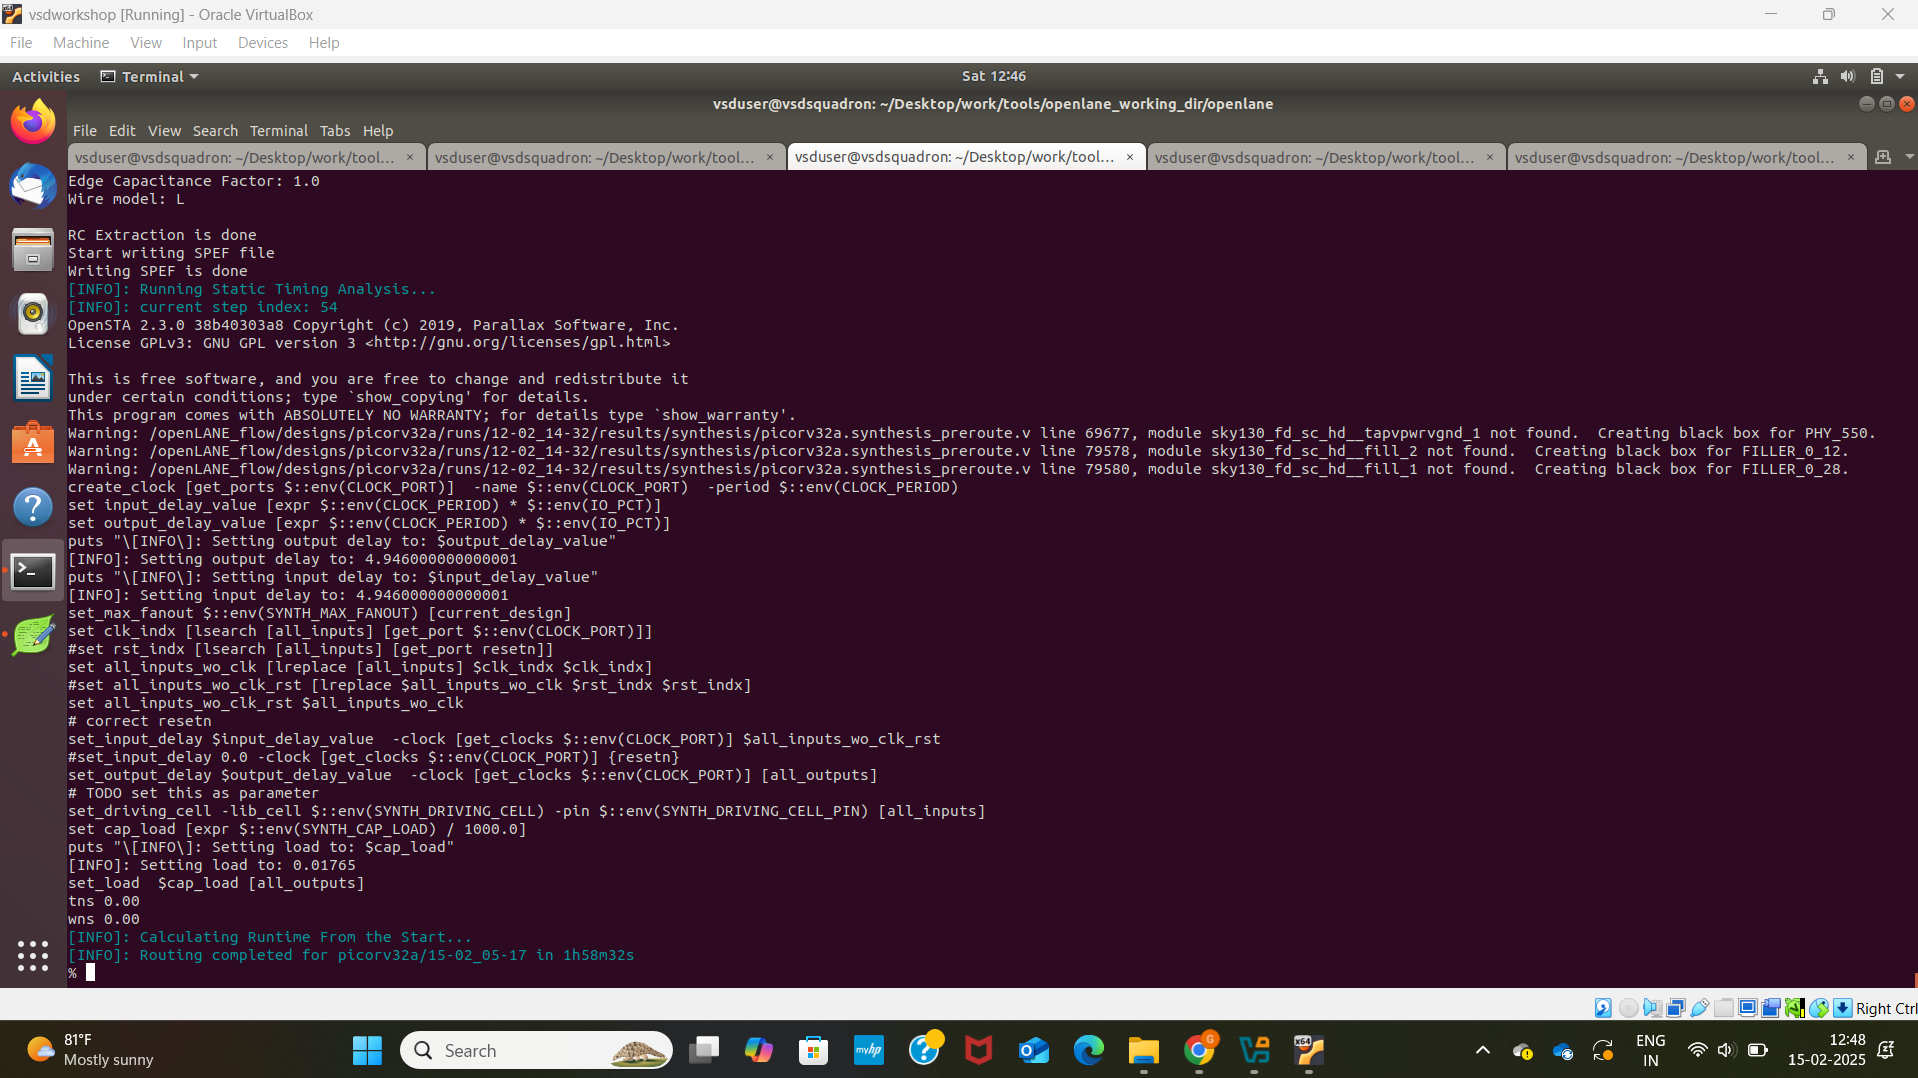 vsdworkshop [Running] - Oracle VirtualBox
File Machine View Input Devices Help
Activities Terminal Sat 12:46
vsduser@vsdsquadron: ~/Desktop/work/tools/openlane_working_dir/openlane
File Edit View Search Terminal Tabs Help
vsduser@vsdsquadron: ~/Desktop/work/tool... × vsduser@vsdsquadron: ~/Desktop/work/tool... × vsduser@vsdsquadron: ~/Desktop/work/tool... × vsduser@vsdsquadron: ~/Desktop/work/tool... × vsduser@vsdsquadron: ~/Desktop/work/tool... ×
Edge Capacitance Factor: 1.0
Wire model: L
RC Extraction is done
Start writing SPEF file
Writing SPEF is done
[INFO]: Running Static Timing Analysis...
[INFO]: current step index: 54
OpenSTA 2.3.0 38b40303a8 Copyright (c) 2019, Parallax Software, Inc.
License GPLv3: GNU GPL version 3 <http://gnu.org/licenses/gpl.html>
This is free software, and you are free to change and redistribute it
under certain conditions; type `show_copying' for details.
This program comes with ABSOLUTELY NO WARRANTY; for details type `show_warranty'.
Warning: /openLANE_flow/designs/picorv32a/runs/12-02_14-32/results/synthesis/picorv32a.synthesis_preroute.v line 69677, module sky130_fd_sc_hd__tapvpwrvgnd_1 not found.  Creating black box for PHY_550.
Warning: /openLANE_flow/designs/picorv32a/runs/12-02_14-32/results/synthesis/picorv32a.synthesis_preroute.v line 79578, module sky130_fd_sc_hd__fill_2 not found.  Creating black box for FILLER_0_12.
Warning: /openLANE_flow/designs/picorv32a/runs/12-02_14-32/results/synthesis/picorv32a.synthesis_preroute.v line 79580, module sky130_fd_sc_hd__fill_1 not found.  Creating black box for FILLER_0_28.
create_clock [get_ports $::env(CLOCK_PORT)]  -name $::env(CLOCK_PORT)  -period $::env(CLOCK_PERIOD)
set input_delay_value [expr $::env(CLOCK_PERIOD) * $::env(IO_PCT)]
set output_delay_value [expr $::env(CLOCK_PERIOD) * $::env(IO_PCT)]
puts "\[INFO\]: Setting output delay to: $output_delay_value"
[INFO]: Setting output delay to: 4.946000000000001
puts "\[INFO\]: Setting input delay to: $input_delay_value"
[INFO]: Setting input delay to: 4.946000000000001
set_max_fanout $::env(SYNTH_MAX_FANOUT) [current_design]
set clk_indx [lsearch [all_inputs] [get_port $::env(CLOCK_PORT)]]
#set rst_indx [lsearch [all_inputs] [get_port resetn]]
set all_inputs_wo_clk [lreplace [all_inputs] $clk_indx $clk_indx]
#set all_inputs_wo_clk_rst [lreplace $all_inputs_wo_clk $rst_indx $rst_indx]
set all_inputs_wo_clk_rst $all_inputs_wo_clk
# correct resetn
set_input_delay $input_delay_value  -clock [get_clocks $::env(CLOCK_PORT)] $all_inputs_wo_clk_rst
#set_input_delay 0.0 -clock [get_clocks $::env(CLOCK_PORT)] {resetn}
set_output_delay $output_delay_value  -clock [get_clocks $::env(CLOCK_PORT)] [all_outputs]
# TODO set this as parameter
set_driving_cell -lib_cell $::env(SYNTH_DRIVING_CELL) -pin $::env(SYNTH_DRIVING_CELL_PIN) [all_inputs]
set cap_load [expr $::env(SYNTH_CAP_LOAD) / 1000.0]
puts "\[INFO\]: Setting load to: $cap_load"
[INFO]: Setting load to: 0.01765
set_load  $cap_load [all_outputs]
tns 0.00
wns 0.00
[INFO]: Calculating Runtime From the Start...
[INFO]: Routing completed for picorv32a/15-02_05-17 in 1h58m32s
%
Right Ctrl
81°F
Mostly sunny
Search
myhp
G
x64
ENG
IN
12:48
15-02-2025